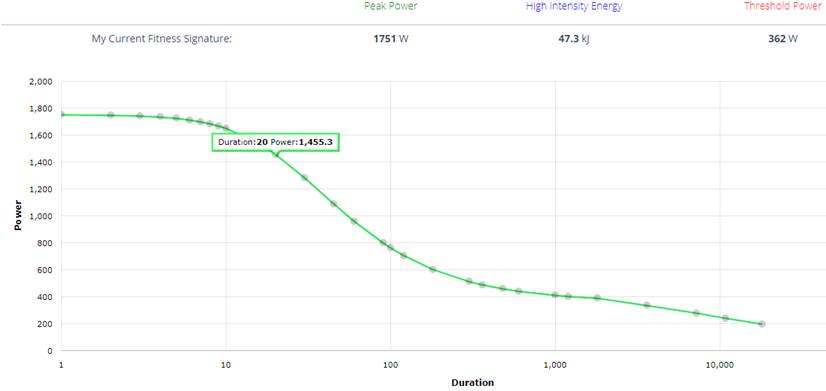 Peak Power High Intensity Energy Threshold Power
My Current Fitness Signature: 1751 W 47.3 kJ 362 W
2,000
1,800
1,600
Duration:20 Power:1,455.3
1,400
1,200
1,000
800
600
400
200
0
Power
1 10 100 1,000 10,000
Duration